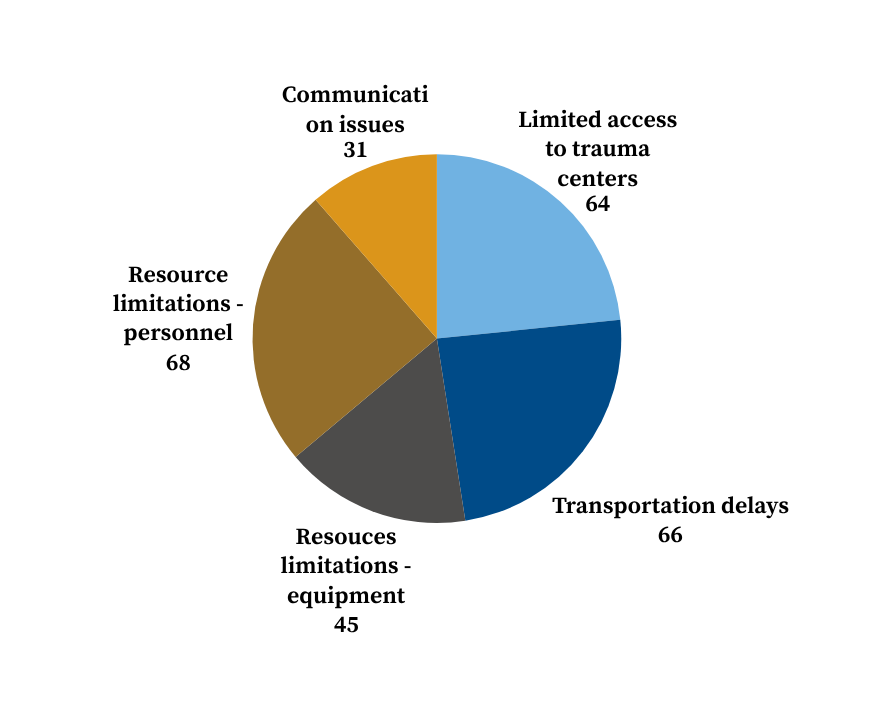 Communicati
on issues
31
Limited access
to trauma
centers
64
Resource
limitations -
personnel
68
Transportation delays
66
Resouces
limitations -
equipment
45